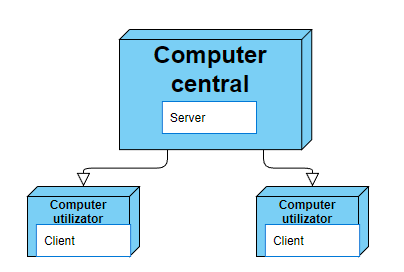 Computer
central
Server
Computer
utilizator
Client
Computer
utilizator
Client